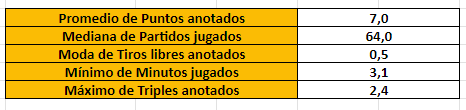 Promedio de Puntos anotados 7,0
Mediana de Partidos jugados 64,0
Moda de Tiros libres anotados 0,5
Mínimo de Minutos jugados 3,1
Máximo de Triples anotados 2,4